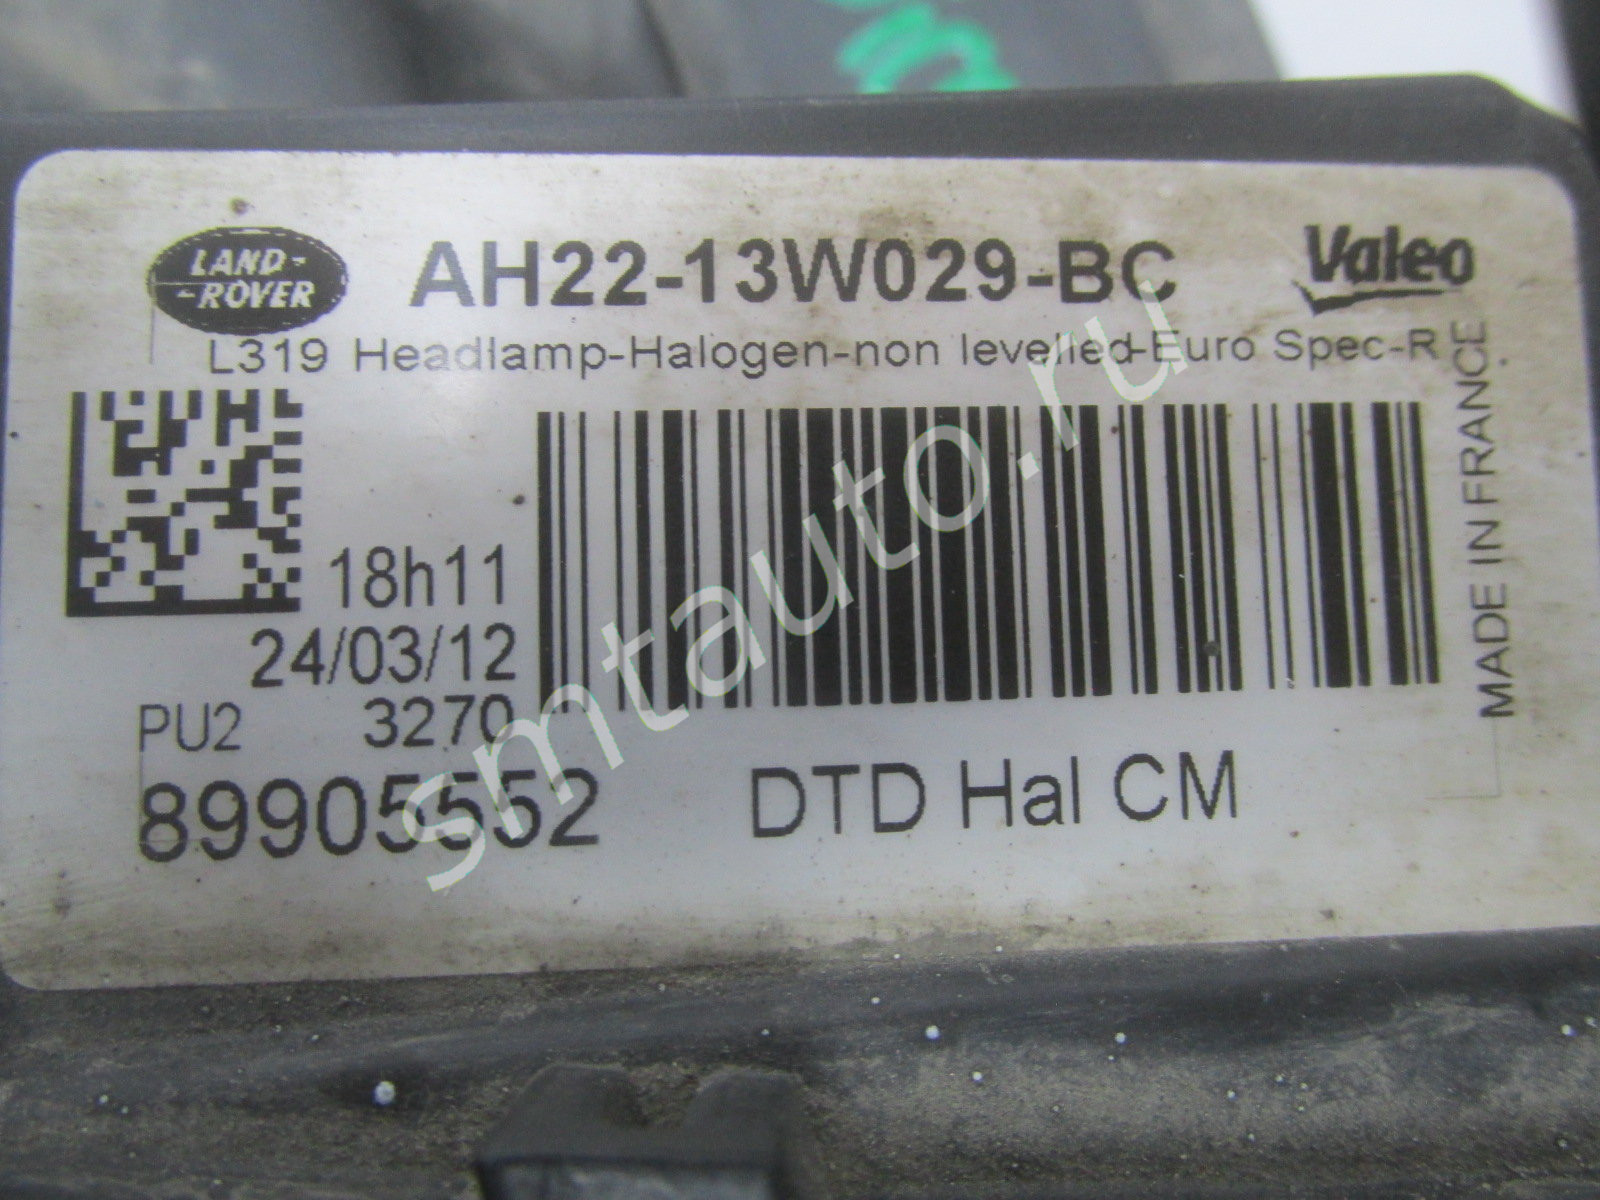 LAND-
-ROVER
AH22-13W029-BC
Valeo
L319 Headlamp-Halogen-non levelled-Euro Spec-R
MADE IN FRANCE
18h11
24/03/12
PU2 3270
89905552 DTD Hal CM
smtauto.ru